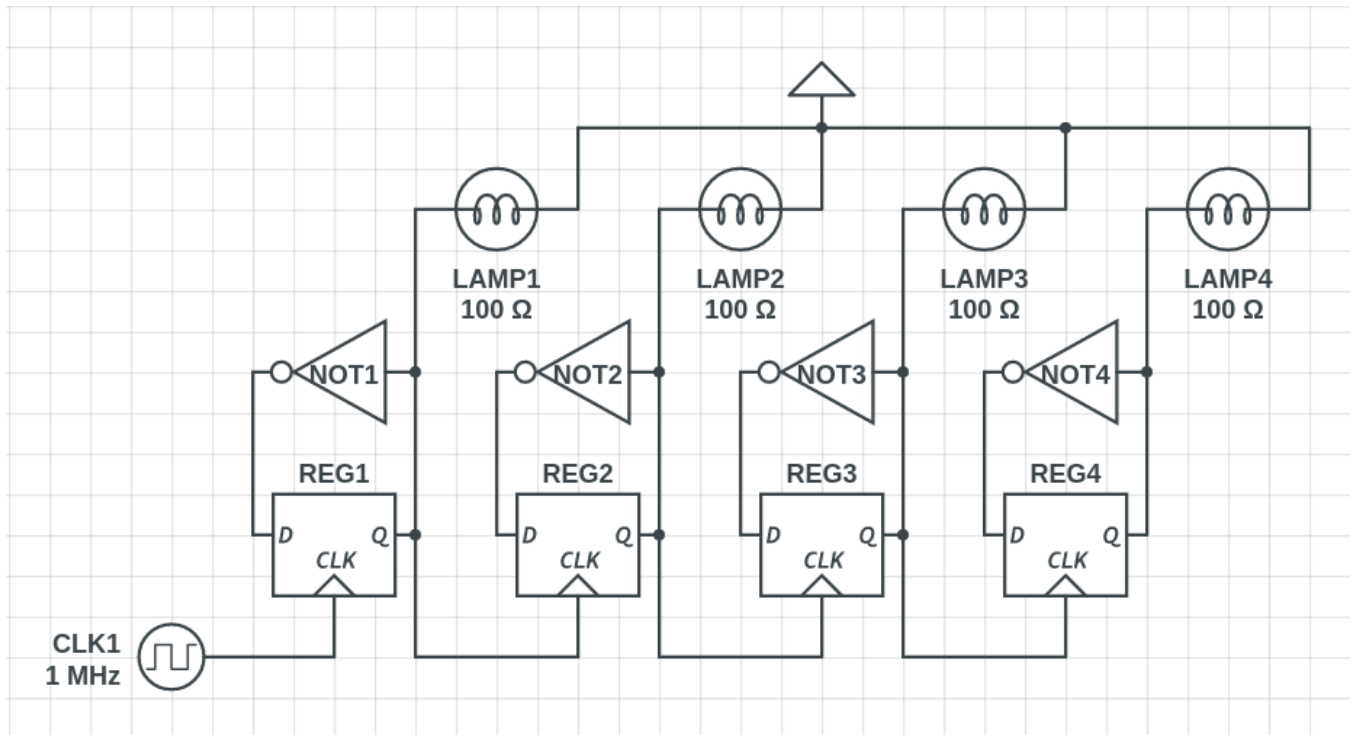 LAMP1
100 Ω
LAMP2
100 Ω
LAMP3
100 Ω
LAMP4
100 Ω
NOT1
NOT2
NOT3
NOT4
REG1
REG2
REG3
REG4
D Q
CLK
D Q
CLK
D Q
CLK
D Q
CLK
CLK1
1 MHz